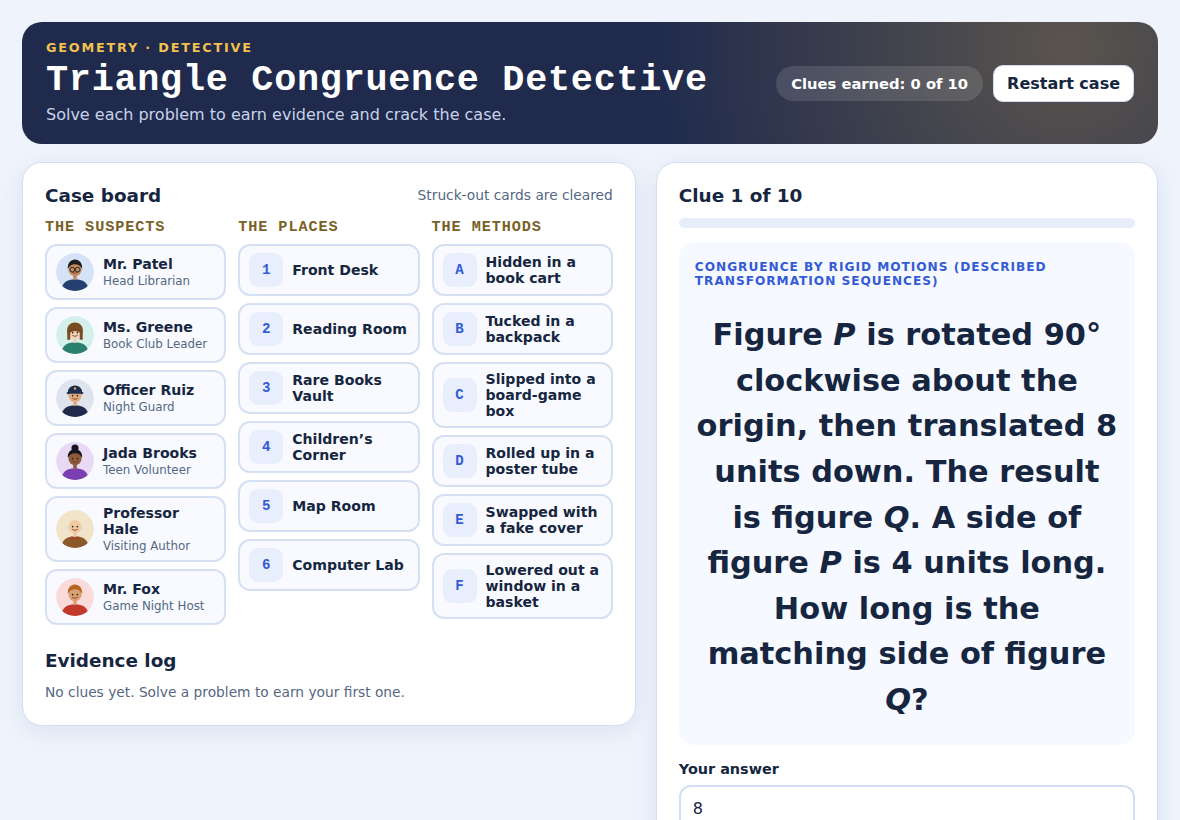 GEOMETRY · DETECTIVE
Triangle Congruence Detective
Solve each problem to earn evidence and crack the case.
Clues earned: 0 of 10
Restart case
Case board
Struck-out cards are cleared
THE SUSPECTS
Mr. Patel
Head Librarian
Ms. Greene
Book Club Leader
Officer Ruiz
Night Guard
Jada Brooks
Teen Volunteer
Professor
Hale
Visiting Author
Mr. Fox
Game Night Host
THE PLACES
1 Front Desk
2 Reading Room
3 Rare Books
Vault
4 Children’s
Corner
5 Map Room
6 Computer Lab
THE METHODS
A Hidden in a
book cart
B Tucked in a
backpack
C Slipped into a
board-game
box
D Rolled up in a
poster tube
E Swapped with
a fake cover
F Lowered out a
window in a
basket
Evidence log
No clues yet. Solve a problem to earn your first one.
Clue 1 of 10
CONGRUENCE BY RIGID MOTIONS (DESCRIBED
TRANSFORMATION SEQUENCES)
Figure P is rotated 90°
clockwise about the
origin, then translated 8
units down. The result
is figure Q. A side of
figure P is 4 units long.
How long is the
matching side of figure
Q?
Your answer
8